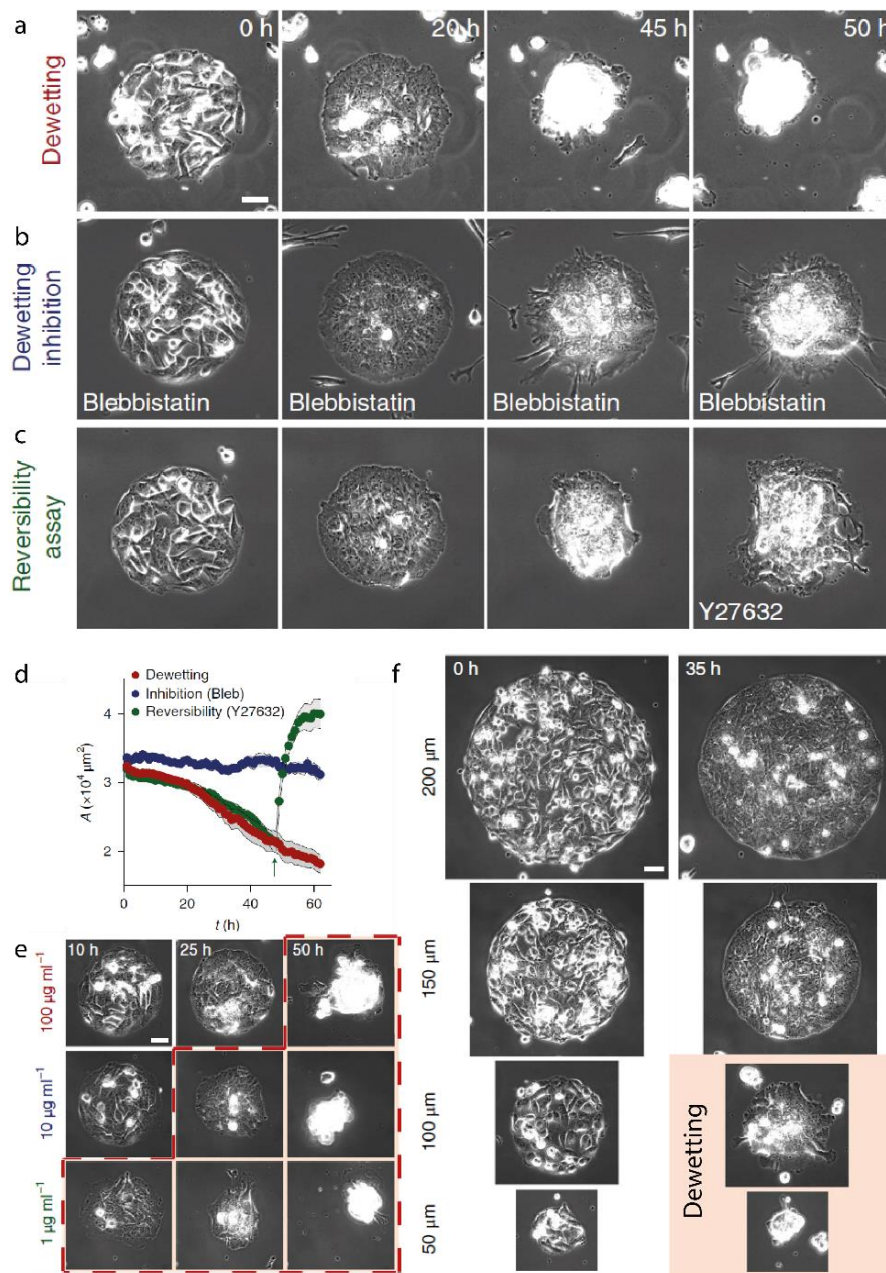 a
Dewetting
0 h
20 h
45 h
50 h
b
Dewetting
inhibition
Blebbistatin
Blebbistatin
Blebbistatin
Blebbistatin
c
Reversibility
assay
Y27632
d
Dewetting
Inhibition (Bleb)
Reversibility (Y27632)
A (×10⁴ μm²)
4
3
2
0
20
40
60
t (h)
e
10 h
25 h
50 h
100 μg ml⁻¹
10 μg ml⁻¹
1 μg ml⁻¹
f
0 h
35 h
200 μm
150 μm
100 μm
50 μm
Dewetting